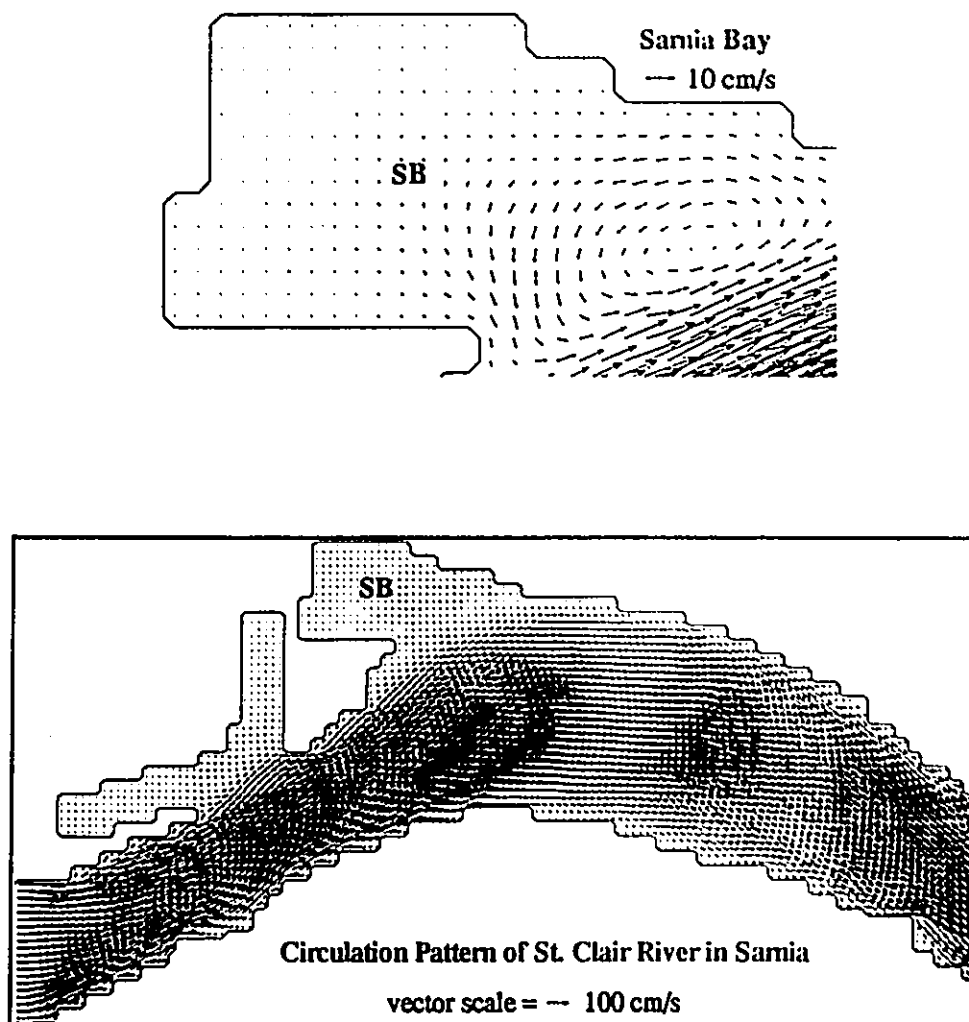 Sarnia Bay
— 10 cm/s
SB
SB
Circulation Pattern of St. Clair River in Sarnia
vector scale = — 100 cm/s